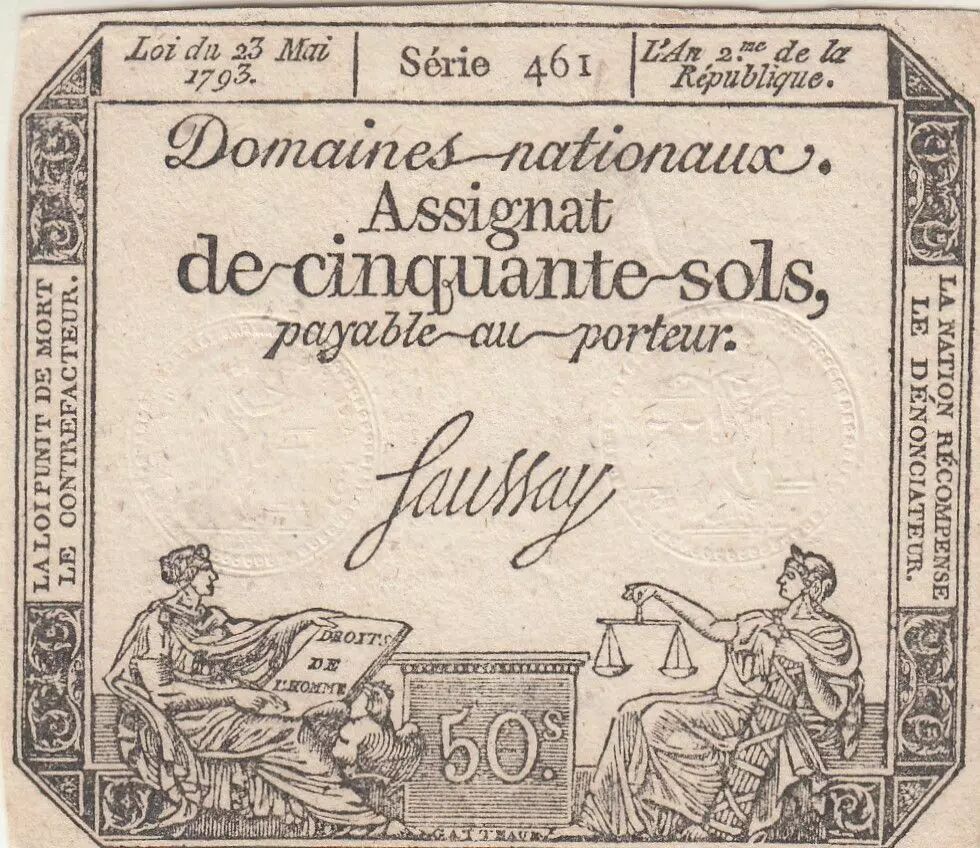 Loi du 23 Mai
1793.
Série 461
L'An 2.me de la
République.
Domaines nationaux.
Assignat
de cinquante sols,
payable au porteur.
LA LOI PUNIT DE MORT
LE CONTREFACTEUR.
LA NATION RÉCOMPENSE
LE DÉNONCIATEUR.
Saussay
DROITS
DE
L'HOMME
50.s
GATTEAUX